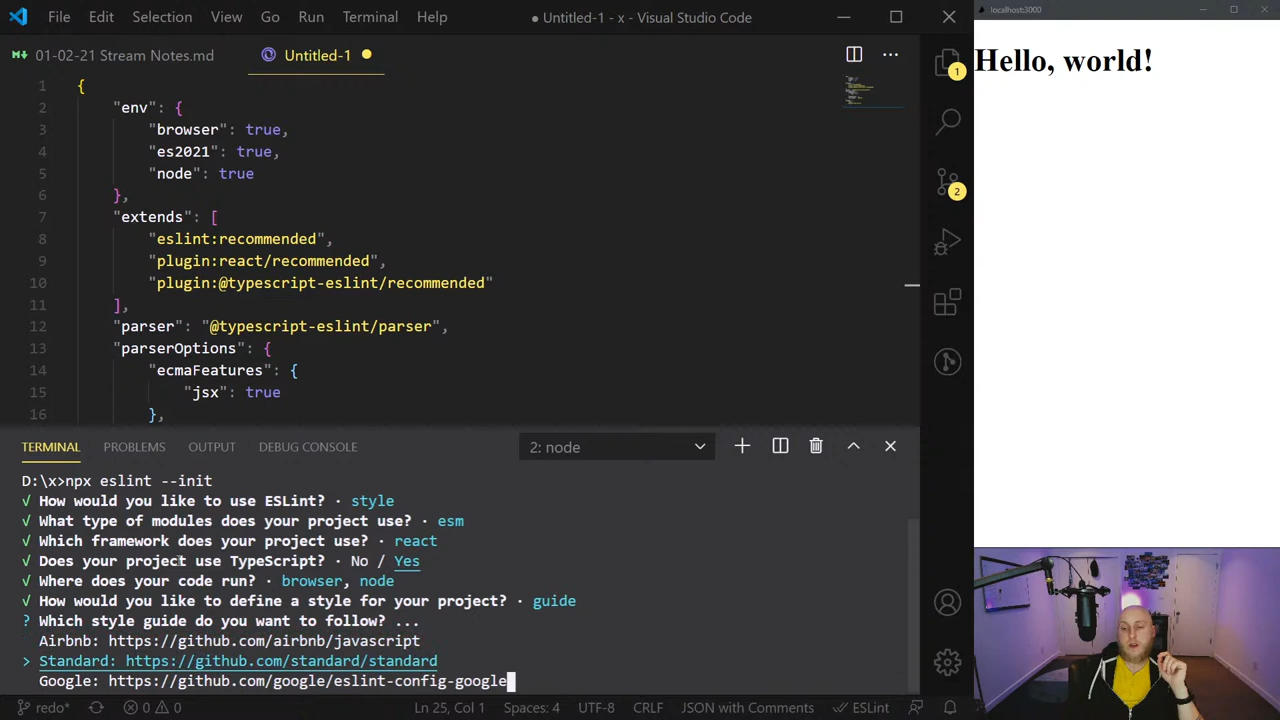 File Edit Selection View Go Run Terminal Help ● Untitled-1 - x - Visual Studio Code
localhost:3000
01-02-21 Stream Notes.md Untitled-1
Hello, world!
1 {
2 "env": {
3 "browser": true,
4 "es2021": true,
5 "node": true
6 },
7 "extends": [
8 "eslint:recommended",
9 "plugin:react/recommended",
10 "plugin:@typescript-eslint/recommended"
11 ],
12 "parser": "@typescript-eslint/parser",
13 "parserOptions": {
14 "ecmaFeatures": {
15 "jsx": true
16 },
1
2
TERMINAL PROBLEMS OUTPUT DEBUG CONSOLE 2: node
D:\x>npx eslint --init
√ How would you like to use ESLint? · style
√ What type of modules does your project use? · esm
√ Which framework does your project use? · react
√ Does your project use TypeScript? · No / Yes
√ Where does your code run? · browser, node
√ How would you like to define a style for your project? · guide
? Which style guide do you want to follow? ...
Airbnb: https://github.com/airbnb/javascript
> Standard: https://github.com/standard/standard
Google: https://github.com/google/eslint-config-google
redo* 0 0 Ln 25, Col 1 Spaces: 4 UTF-8 CRLF JSON with Comments ESLint